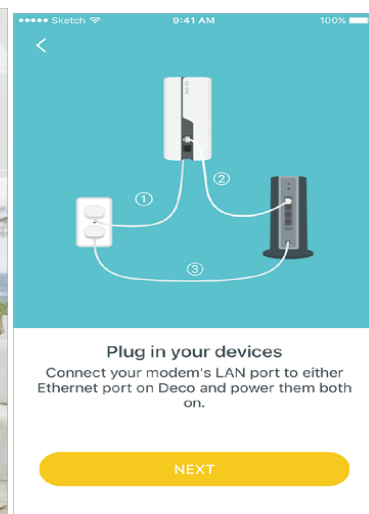 Sketch 9:41 AM 100%
1
2
3
Plug in your devices
Connect your modem's LAN port to either
Ethernet port on Deco and power them both
on.
NEXT